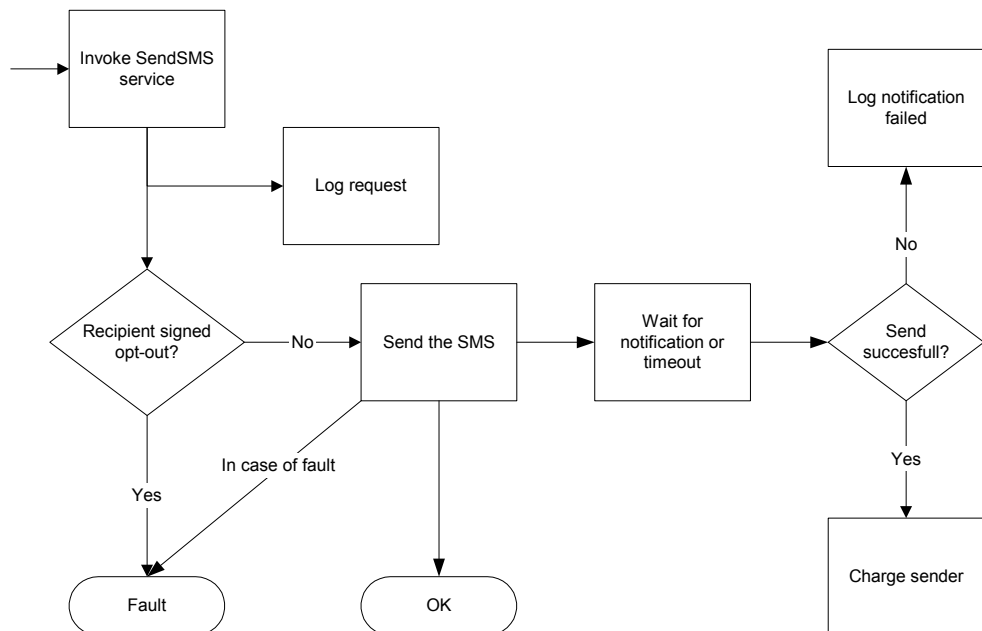 Invoke SendSMS
service
Log request
Log notification
failed
Recipient signed
opt-out?
No
Send the SMS
Wait for
notification or
timeout
Send
succesfull?
No
In case of fault
Yes
Yes
Fault
OK
Charge sender